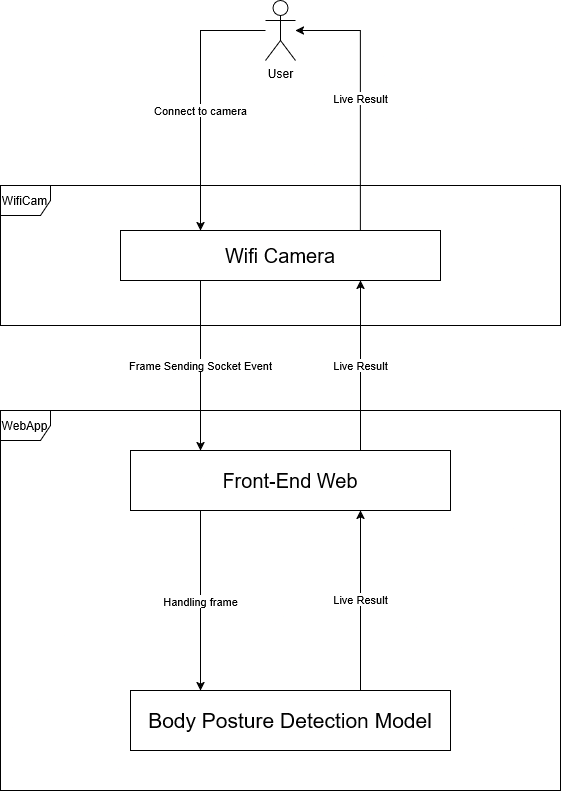 User
Connect to camera
Live Result
WifiCam
Wifi Camera
Frame Sending Socket Event
Live Result
WebApp
Front-End Web
Handling frame
Live Result
Body Posture Detection Model